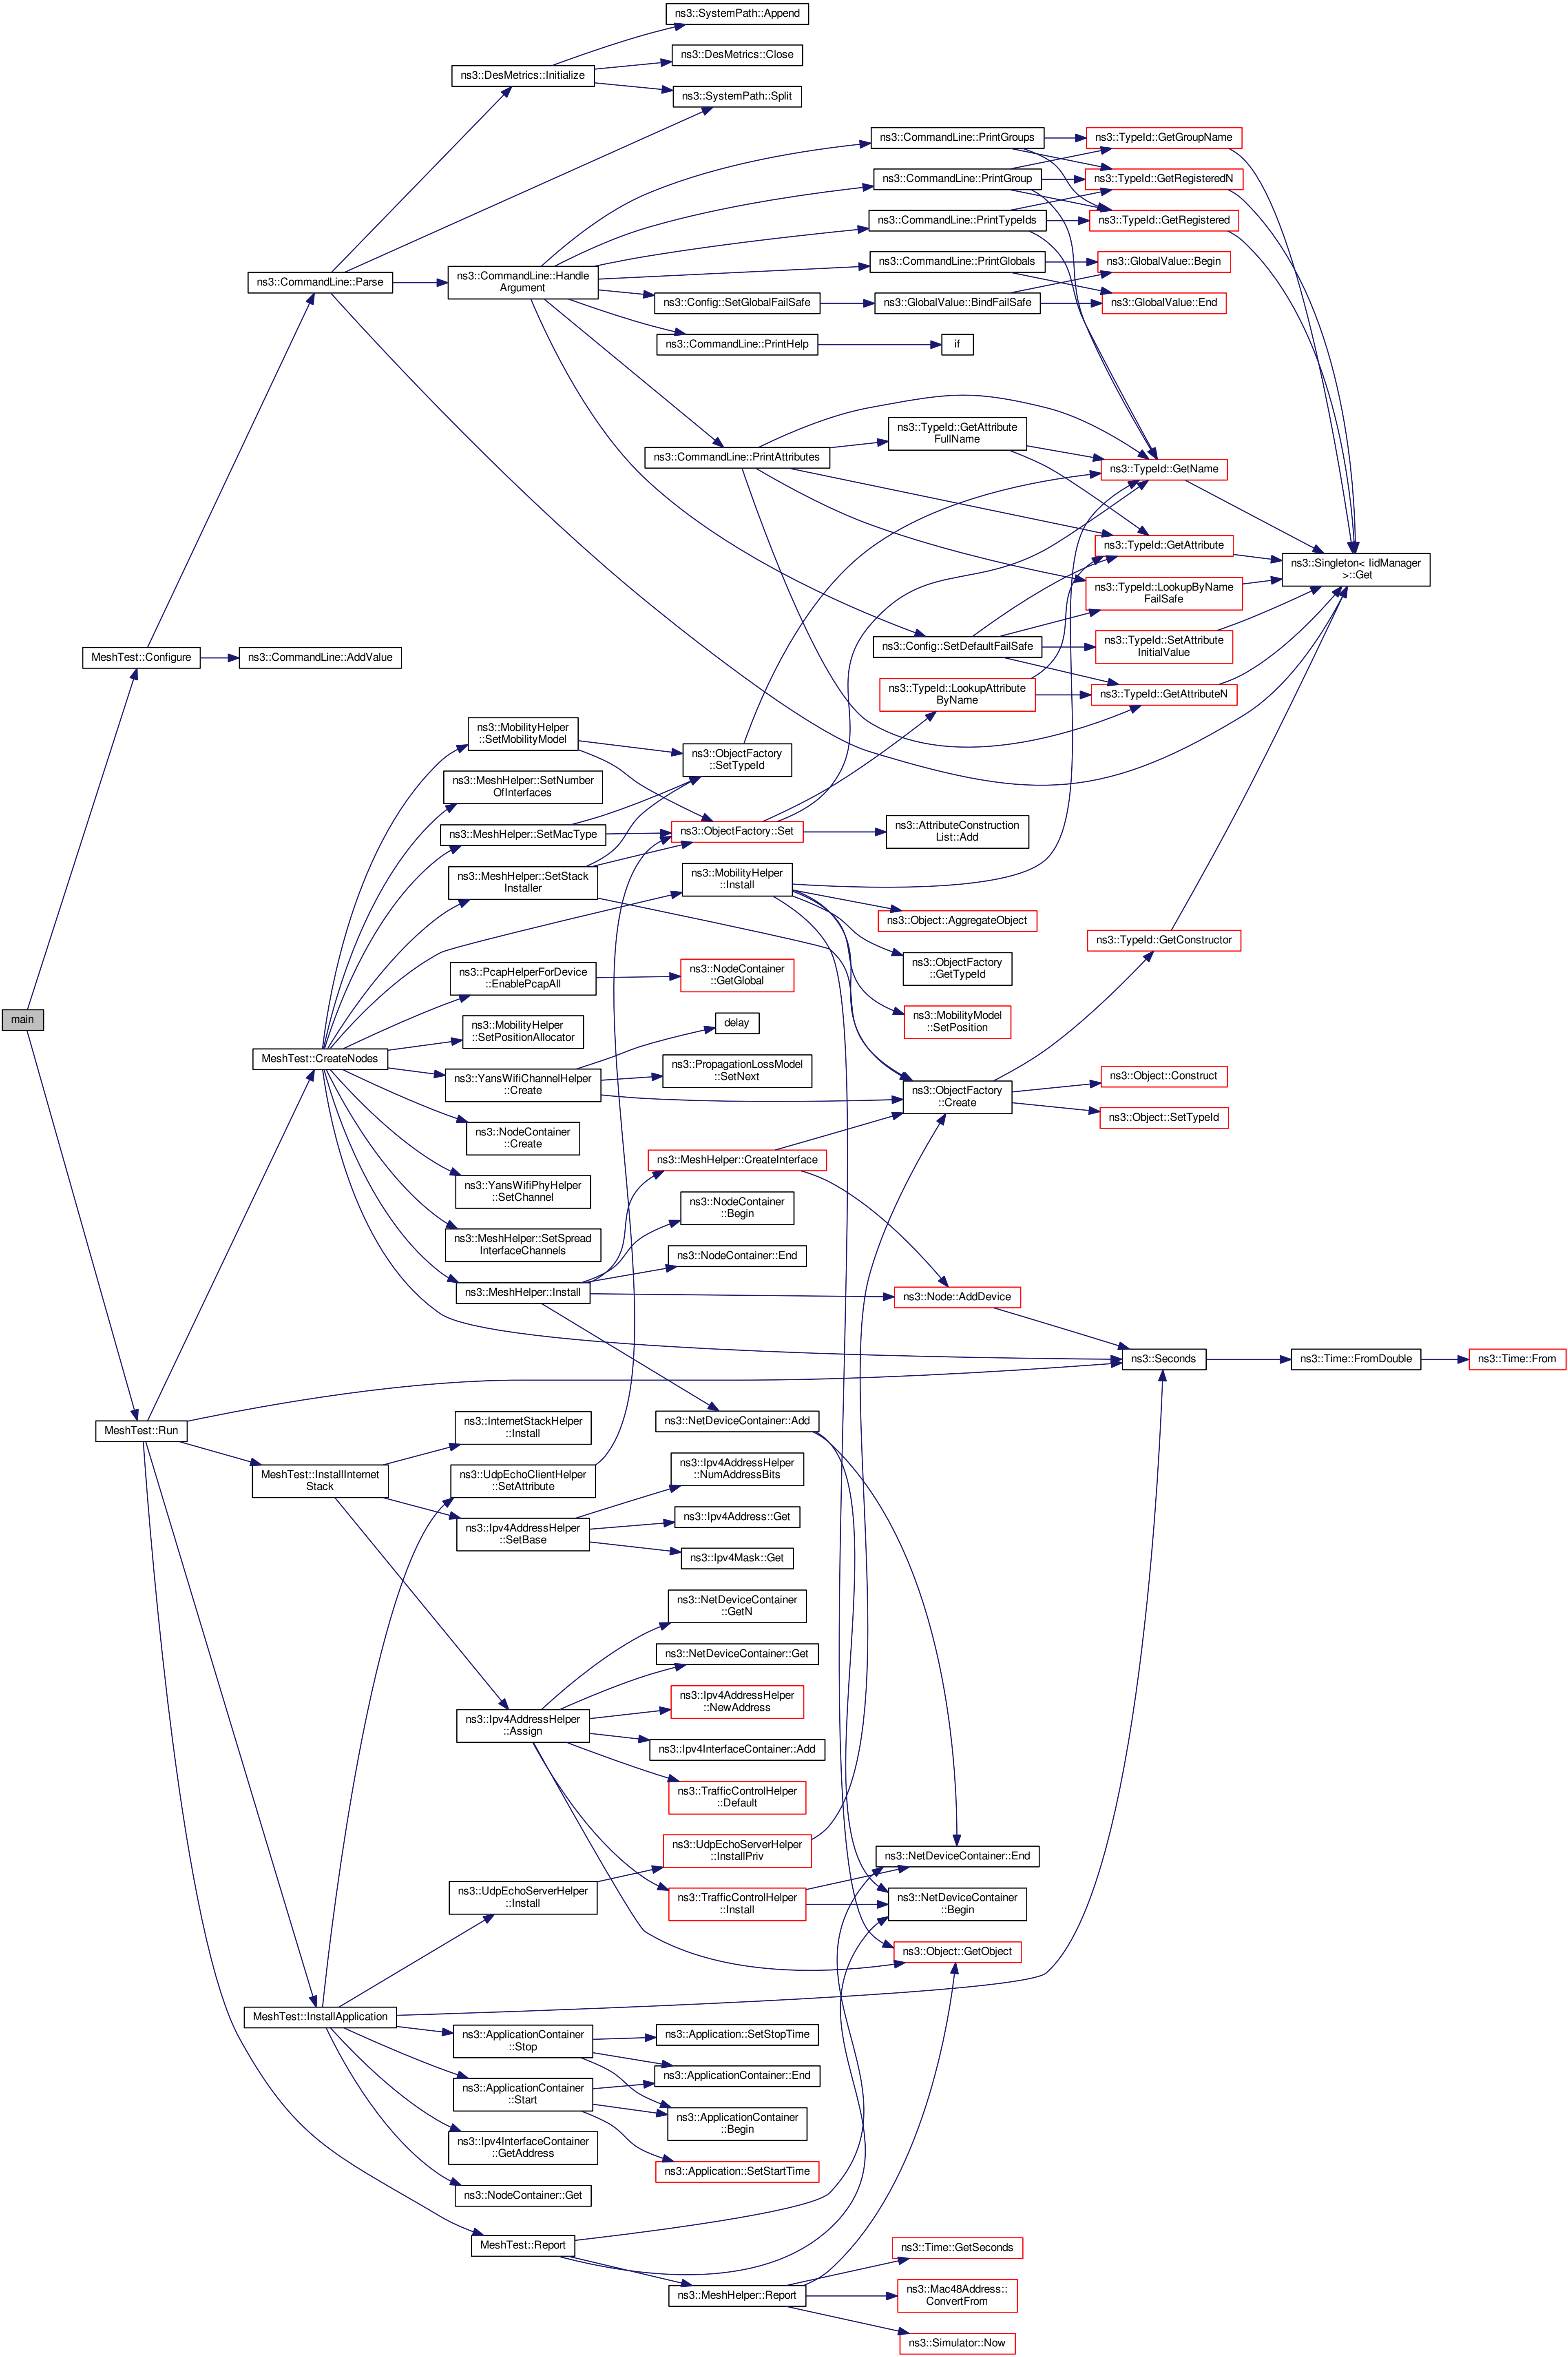 ns3::SystemPath::Append
ns3::DesMetrics::Close
ns3::DesMetrics::Initialize
ns3::SystemPath::Split
ns3::CommandLine::PrintGroups
ns3::TypeId::GetGroupName
ns3::CommandLine::PrintGroup
ns3::TypeId::GetRegisteredN
ns3::CommandLine::PrintTypeIds
ns3::TypeId::GetRegistered
ns3::CommandLine::PrintGlobals
ns3::GlobalValue::Begin
ns3::CommandLine::Parse
ns3::CommandLine::Handle
Argument
ns3::Config::SetGlobalFailSafe
ns3::GlobalValue::BindFailSafe
ns3::GlobalValue::End
ns3::CommandLine::PrintHelp
if
ns3::TypeId::GetAttribute
FullName
ns3::CommandLine::PrintAttributes
ns3::TypeId::GetName
ns3::TypeId::GetAttribute
ns3::Singleton< IidManager
>::Get
ns3::TypeId::LookupByName
FailSafe
ns3::Config::SetDefaultFailSafe
ns3::TypeId::SetAttribute
InitialValue
MeshTest::Configure
ns3::CommandLine::AddValue
ns3::TypeId::LookupAttribute
ByName
ns3::TypeId::GetAttributeN
ns3::MobilityHelper
::SetMobilityModel
ns3::ObjectFactory
::SetTypeId
ns3::MeshHelper::SetNumber
OfInterfaces
ns3::MeshHelper::SetMacType
ns3::ObjectFactory::Set
ns3::AttributeConstruction
List::Add
ns3::MeshHelper::SetStack
Installer
ns3::MobilityHelper
::Install
ns3::Object::AggregateObject
ns3::TypeId::GetConstructor
ns3::ObjectFactory
::GetTypeId
ns3::PcapHelperForDevice
::EnablePcapAll
ns3::NodeContainer
::GetGlobal
main
ns3::MobilityModel
::SetPosition
delay
ns3::MobilityHelper
::SetPositionAllocator
MeshTest::CreateNodes
ns3::PropagationLossModel
::SetNext
ns3::YansWifiChannelHelper
::Create
ns3::ObjectFactory
::Create
ns3::Object::Construct
ns3::Object::SetTypeId
ns3::NodeContainer
::Create
ns3::MeshHelper::CreateInterface
ns3::YansWifiPhyHelper
::SetChannel
ns3::NodeContainer
::Begin
ns3::MeshHelper::SetSpread
InterfaceChannels
ns3::NodeContainer::End
ns3::MeshHelper::Install
ns3::Node::AddDevice
ns3::Seconds
ns3::Time::FromDouble
ns3::Time::From
ns3::NetDeviceContainer::Add
MeshTest::Run
ns3::InternetStackHelper
::Install
MeshTest::InstallInternet
Stack
ns3::UdpEchoClientHelper
::SetAttribute
ns3::Ipv4AddressHelper
::NumAddressBits
ns3::Ipv4Address::Get
ns3::Ipv4AddressHelper
::SetBase
ns3::Ipv4Mask::Get
ns3::NetDeviceContainer
::GetN
ns3::NetDeviceContainer::Get
ns3::Ipv4AddressHelper
::NewAddress
ns3::Ipv4AddressHelper
::Assign
ns3::Ipv4InterfaceContainer::Add
ns3::TrafficControlHelper
::Default
ns3::UdpEchoServerHelper
::InstallPriv
ns3::NetDeviceContainer::End
ns3::UdpEchoServerHelper
::Install
ns3::TrafficControlHelper
::Install
ns3::NetDeviceContainer
::Begin
ns3::Object::GetObject
MeshTest::InstallApplication
ns3::ApplicationContainer
::Stop
ns3::Application::SetStopTime
ns3::ApplicationContainer::End
ns3::ApplicationContainer
::Start
ns3::ApplicationContainer
::Begin
ns3::Ipv4InterfaceContainer
::GetAddress
ns3::Application::SetStartTime
ns3::NodeContainer::Get
MeshTest::Report
ns3::Time::GetSeconds
ns3::MeshHelper::Report
ns3::Mac48Address::
ConvertFrom
ns3::Simulator::Now